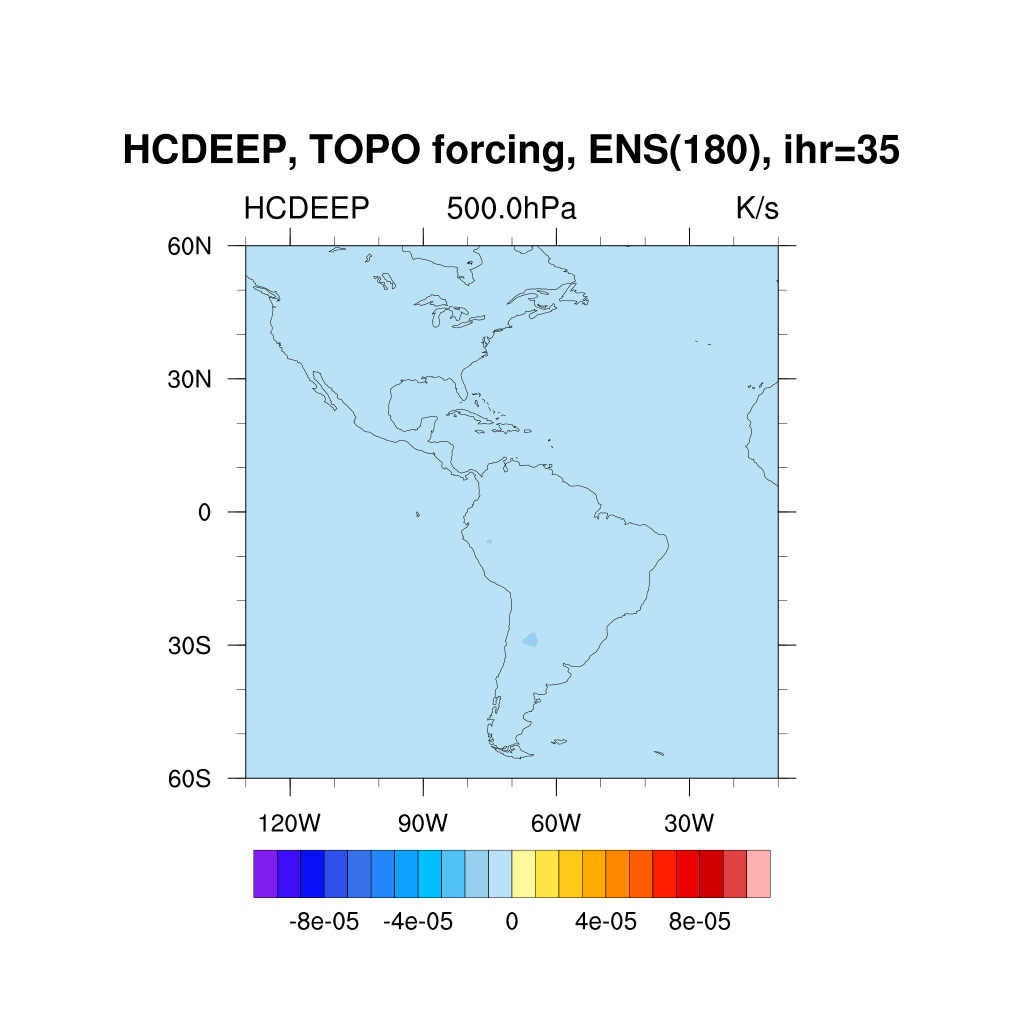 HCDEEP, TOPO forcing, ENS(180), ihr=35
HCDEEP 500.0hPa K/s
60N
30N
0
30S
60S
120W 90W 60W 30W
-8e-05 -4e-05 0 4e-05 8e-05